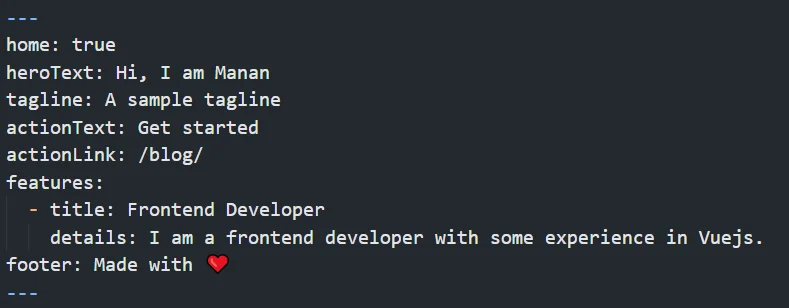 ---
home: true
heroText: Hi, I am Manan
tagline: A sample tagline
actionText: Get started
actionLink: /blog/
features:
  - title: Frontend Developer
    details: I am a frontend developer with some experience in Vuejs.
footer: Made with ❤️
---